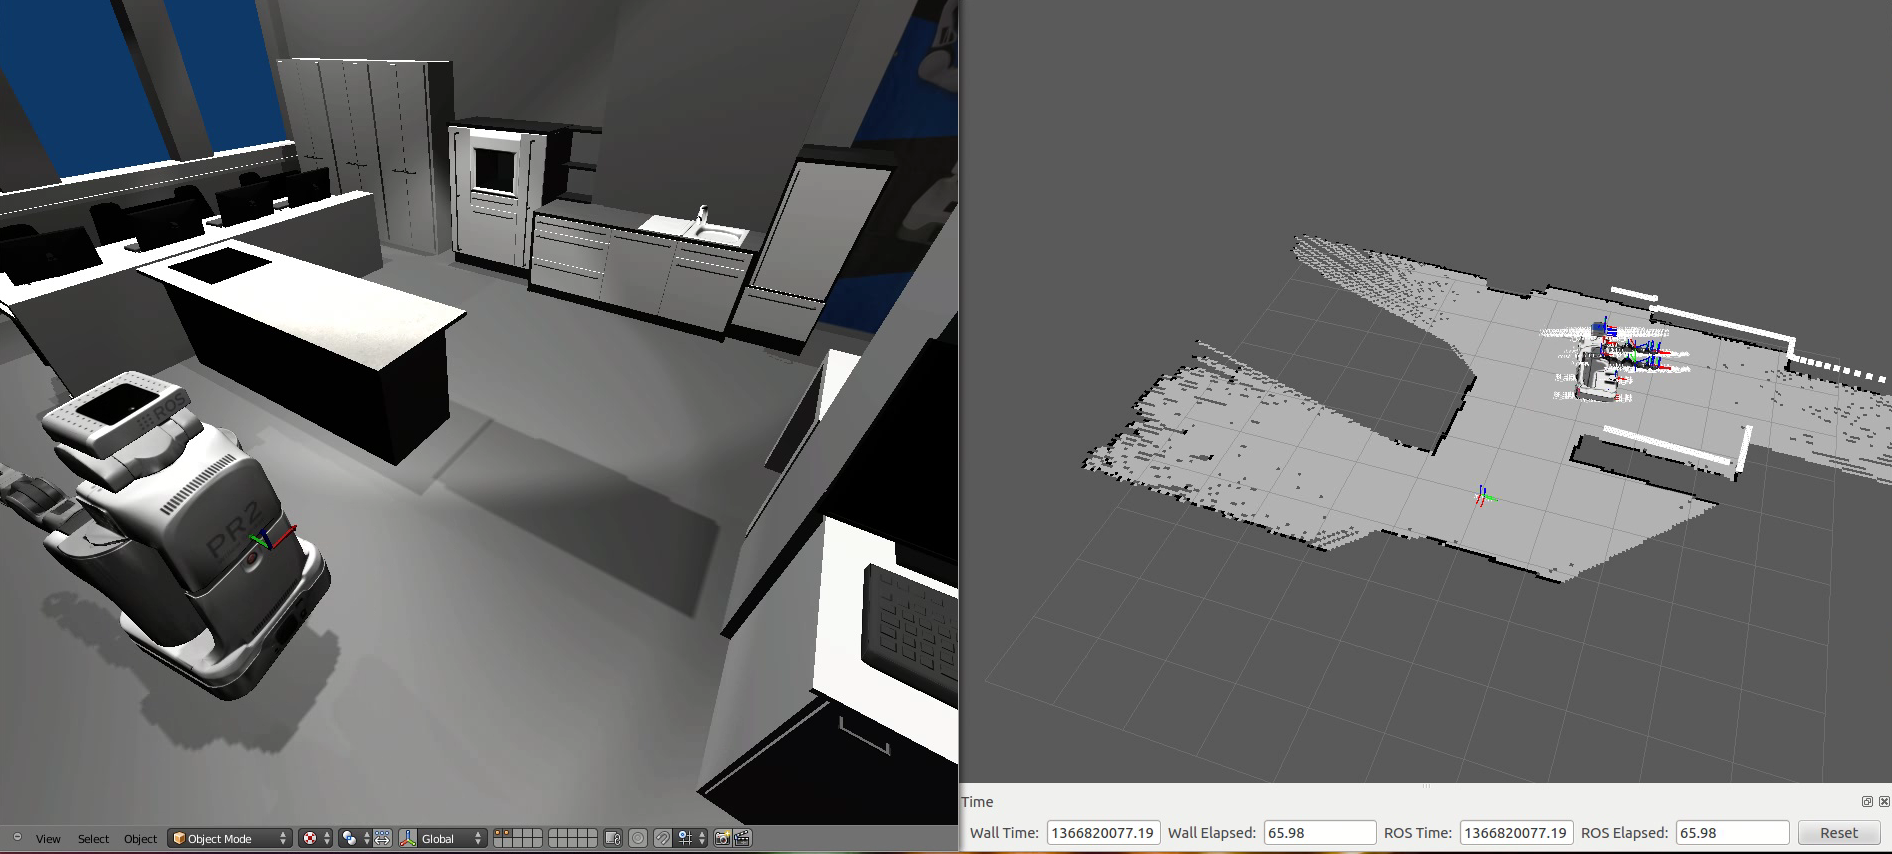 ROS
PR2
View Select Object Object Mode Global
Time
Wall Time: 1366820077.19 Wall Elapsed: 65.98 ROS Time: 1366820077.19 ROS Elapsed: 65.98 Reset